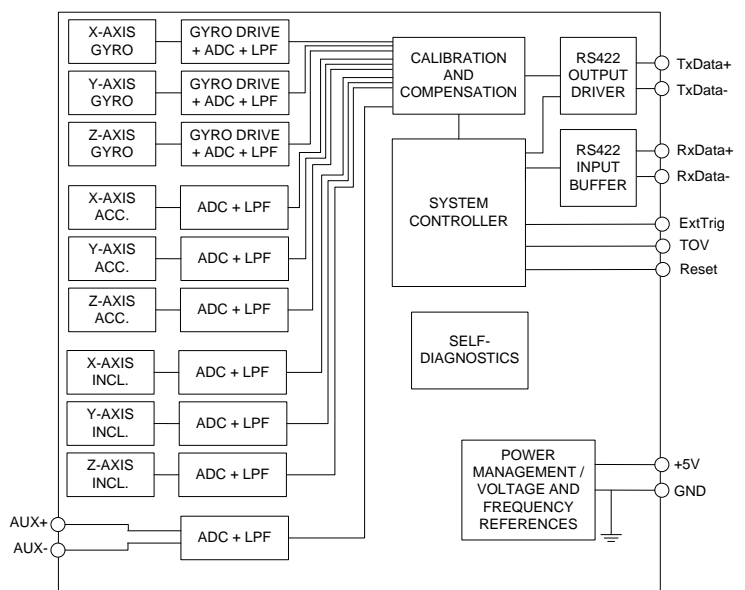 X-AXIS
GYRO
GYRO DRIVE
+ ADC + LPF
Y-AXIS
GYRO
GYRO DRIVE
+ ADC + LPF
Z-AXIS
GYRO
GYRO DRIVE
+ ADC + LPF
X-AXIS
ACC.
ADC + LPF
Y-AXIS
ACC.
ADC + LPF
Z-AXIS
ACC.
ADC + LPF
X-AXIS
INCL.
ADC + LPF
Y-AXIS
INCL.
ADC + LPF
Z-AXIS
INCL.
ADC + LPF
AUX+
AUX-
ADC + LPF
CALIBRATION
AND
COMPENSATION
SYSTEM
CONTROLLER
SELF-
DIAGNOSTICS
POWER
MANAGEMENT /
VOLTAGE AND
FREQUENCY
REFERENCES
RS422
OUTPUT
DRIVER
RS422
INPUT
BUFFER
TxData+
TxData-
RxData+
RxData-
ExtTrig
TOV
Reset
+5V
GND